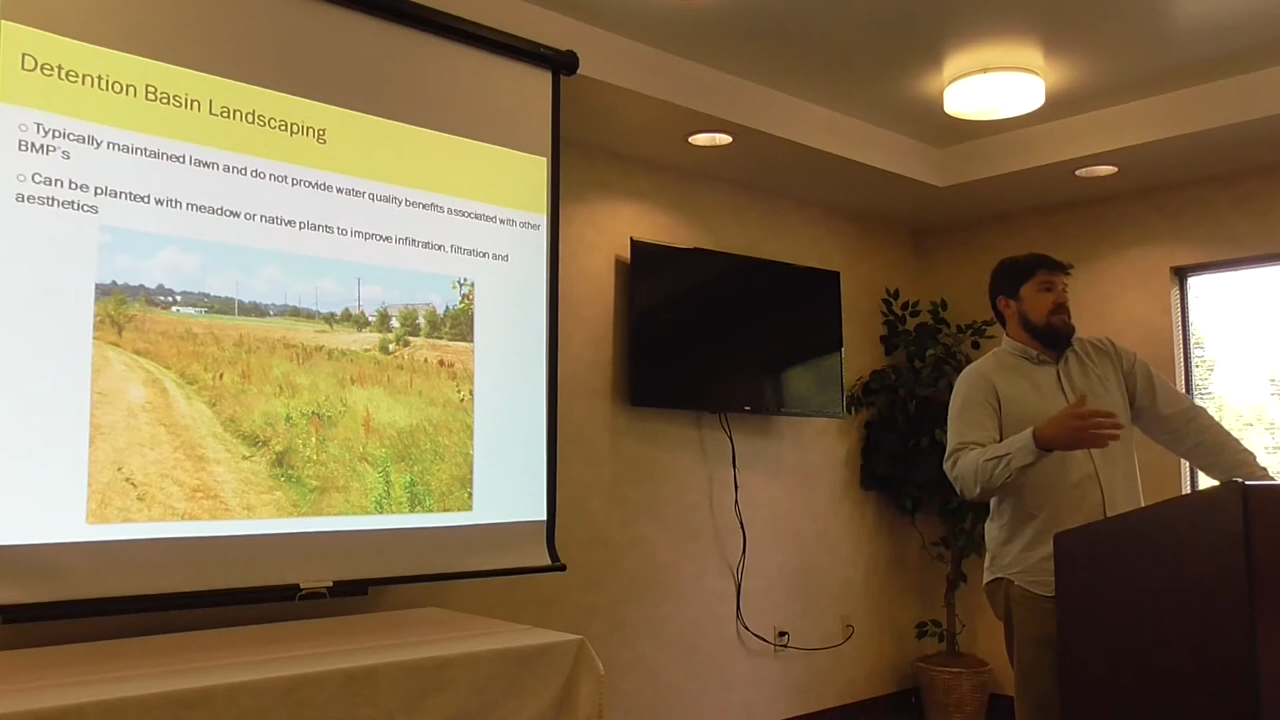 Detention Basin Landscaping
○ Typically maintained lawn and do not provide water quality benefits associated with other
BMP's
○ Can be planted with meadow or native plants to improve infiltration, filtration and
aesthetics